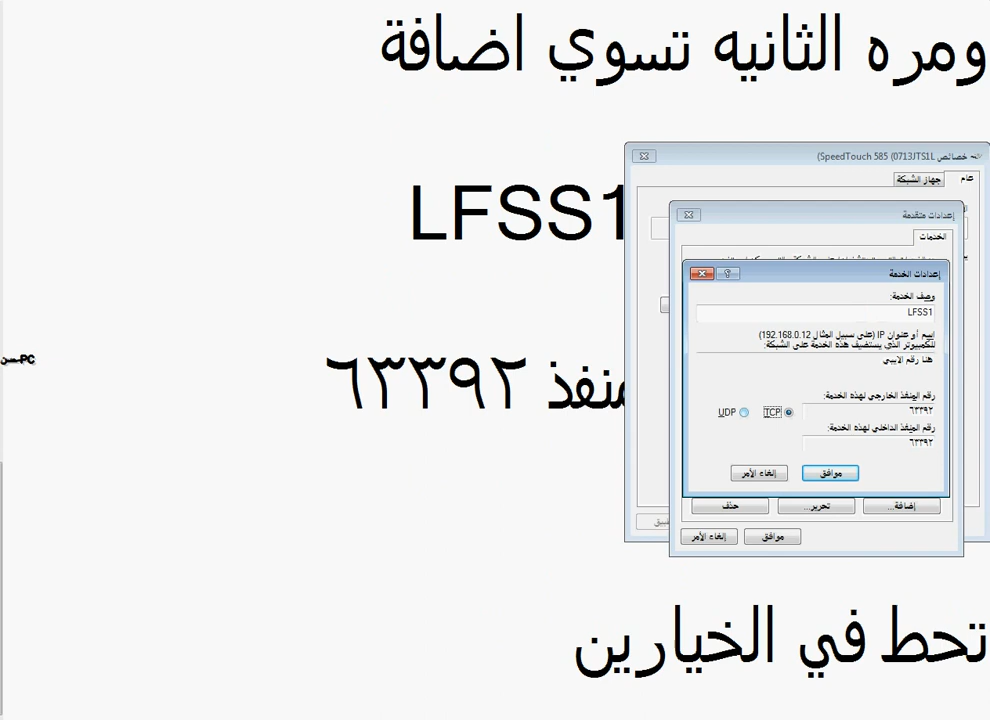 ومره الثانيه تسوي اضافة
خصائص SpeedTouch 585 (0713JTS1L)
عام
جهاز الشبكة
LFSS1
إعدادات متقدمة
الخدمات
إعدادات الخدمة
وصف الخدمة:
LFSS1
اسم أو عنوان IP (على سبيل المثال 192.168.0.12)
للكمبيوتر الذي يستضيف هذه الخدمة على الشبكة:
هنا رقم الايبي
PC-حسن
منفذ ٦٣٣٩٢
رقم المنفذ الخارجي لهذه الخدمة:
٦٣٣٩٢
TCP
UDP
رقم المنفذ الداخلي لهذه الخدمة:
٦٣٣٩٢
موافق
إلغاء الأمر
إضافة...
تحرير...
حذف
موافق
إلغاء الأمر
تحط في الخيارين